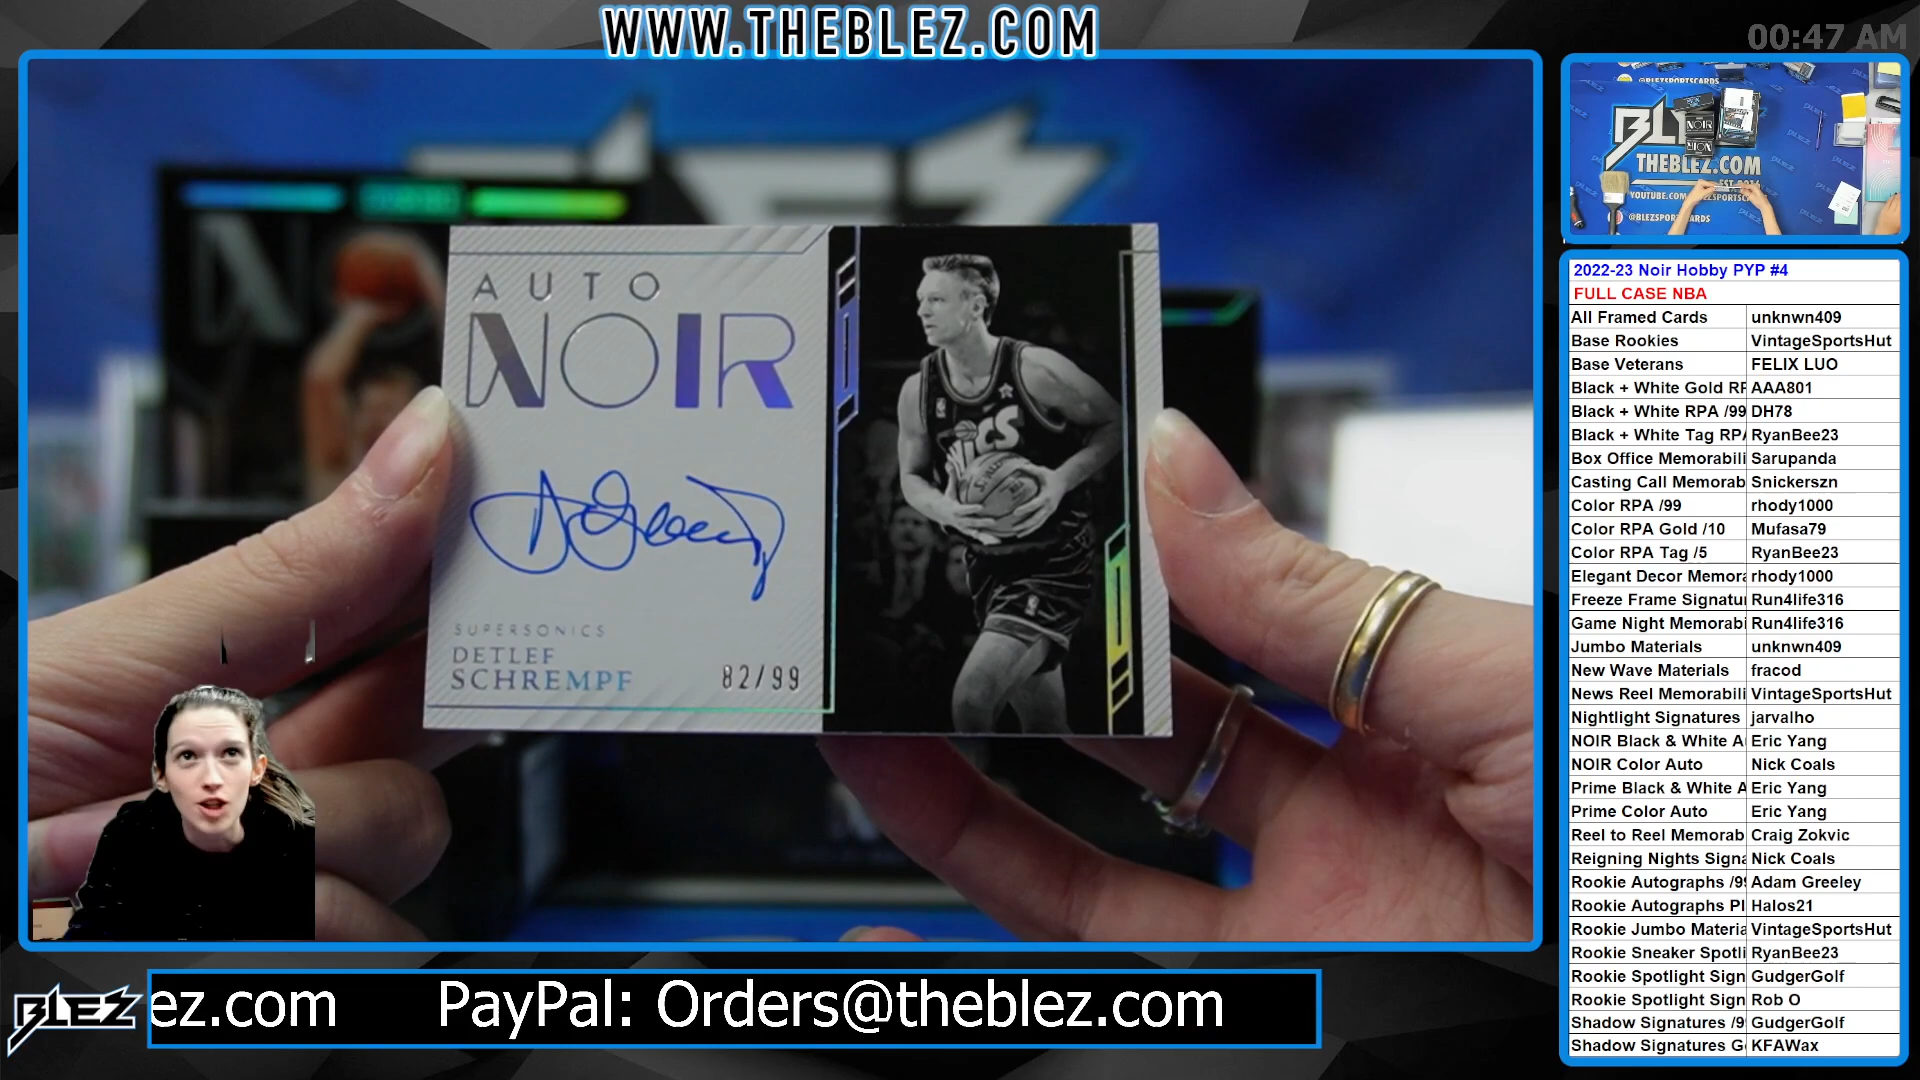 WWW.THEBLEZ.COM
00:47 AM
AUTO
NOIR
SUPERSONICS
DETLEF
SCHREMPF
82/99
NOIR
THEBLEZ.COM
@BLEZSPORTSCARDS
2022-23 Noir Hobby PYP #4
FULL CASE NBA
All Framed Cards unknwn409
Base Rookies VintageSportsHut
Base Veterans FELIX LUO
Black + White Gold RP AAA801
Black + White RPA /99 DH78
Black + White Tag RPA RyanBee23
Box Office Memorabili Sarupanda
Casting Call Memorab Snickerszn
Color RPA /99 rhody1000
Color RPA Gold /10 Mufasa79
Color RPA Tag /5 RyanBee23
Elegant Decor Memora rhody1000
Freeze Frame Signatu Run4life316
Game Night Memorabi Run4life316
Jumbo Materials unknwn409
New Wave Materials fracod
News Reel Memorabili VintageSportsHut
Nightlight Signatures jarvalho
NOIR Black & White A Eric Yang
NOIR Color Auto Nick Coals
Prime Black & White A Eric Yang
Prime Color Auto Eric Yang
Reel to Reel Memorab Craig Zokvic
Reigning Nights Signa Nick Coals
Rookie Autographs /9 Adam Greeley
Rookie Autographs Pl Halos21
Rookie Jumbo Materia VintageSportsHut
Rookie Sneaker Spotli RyanBee23
Rookie Spotlight Sign GudgerGolf
Rookie Spotlight Sign Rob O
Shadow Signatures /9 GudgerGolf
Shadow Signatures G KFAWax
BLEZ
ez.com PayPal: Orders@theblez.com